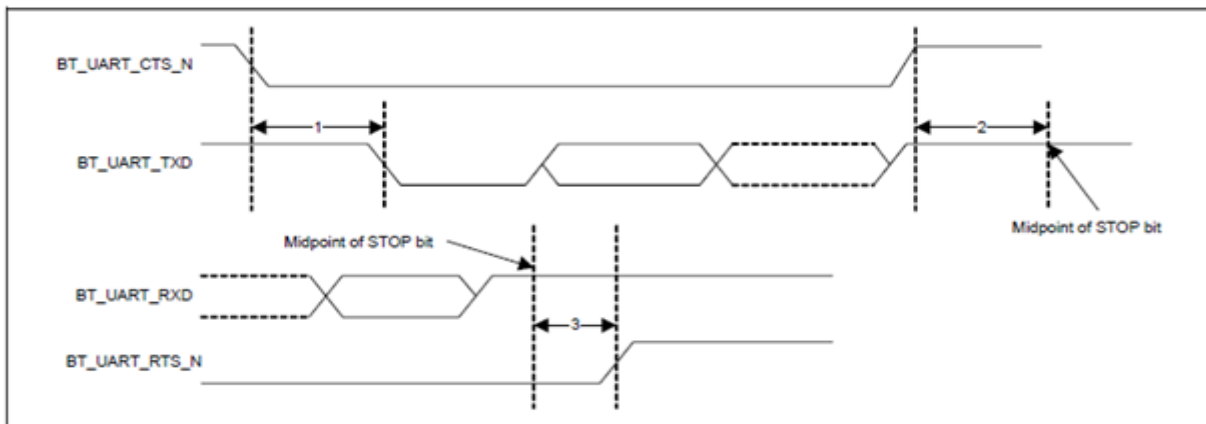 BT_UART_CTS_N
1
2
BT_UART_TXD
Midpoint of STOP bit
Midpoint of STOP bit
BT_UART_RXD
3
BT_UART_RTS_N